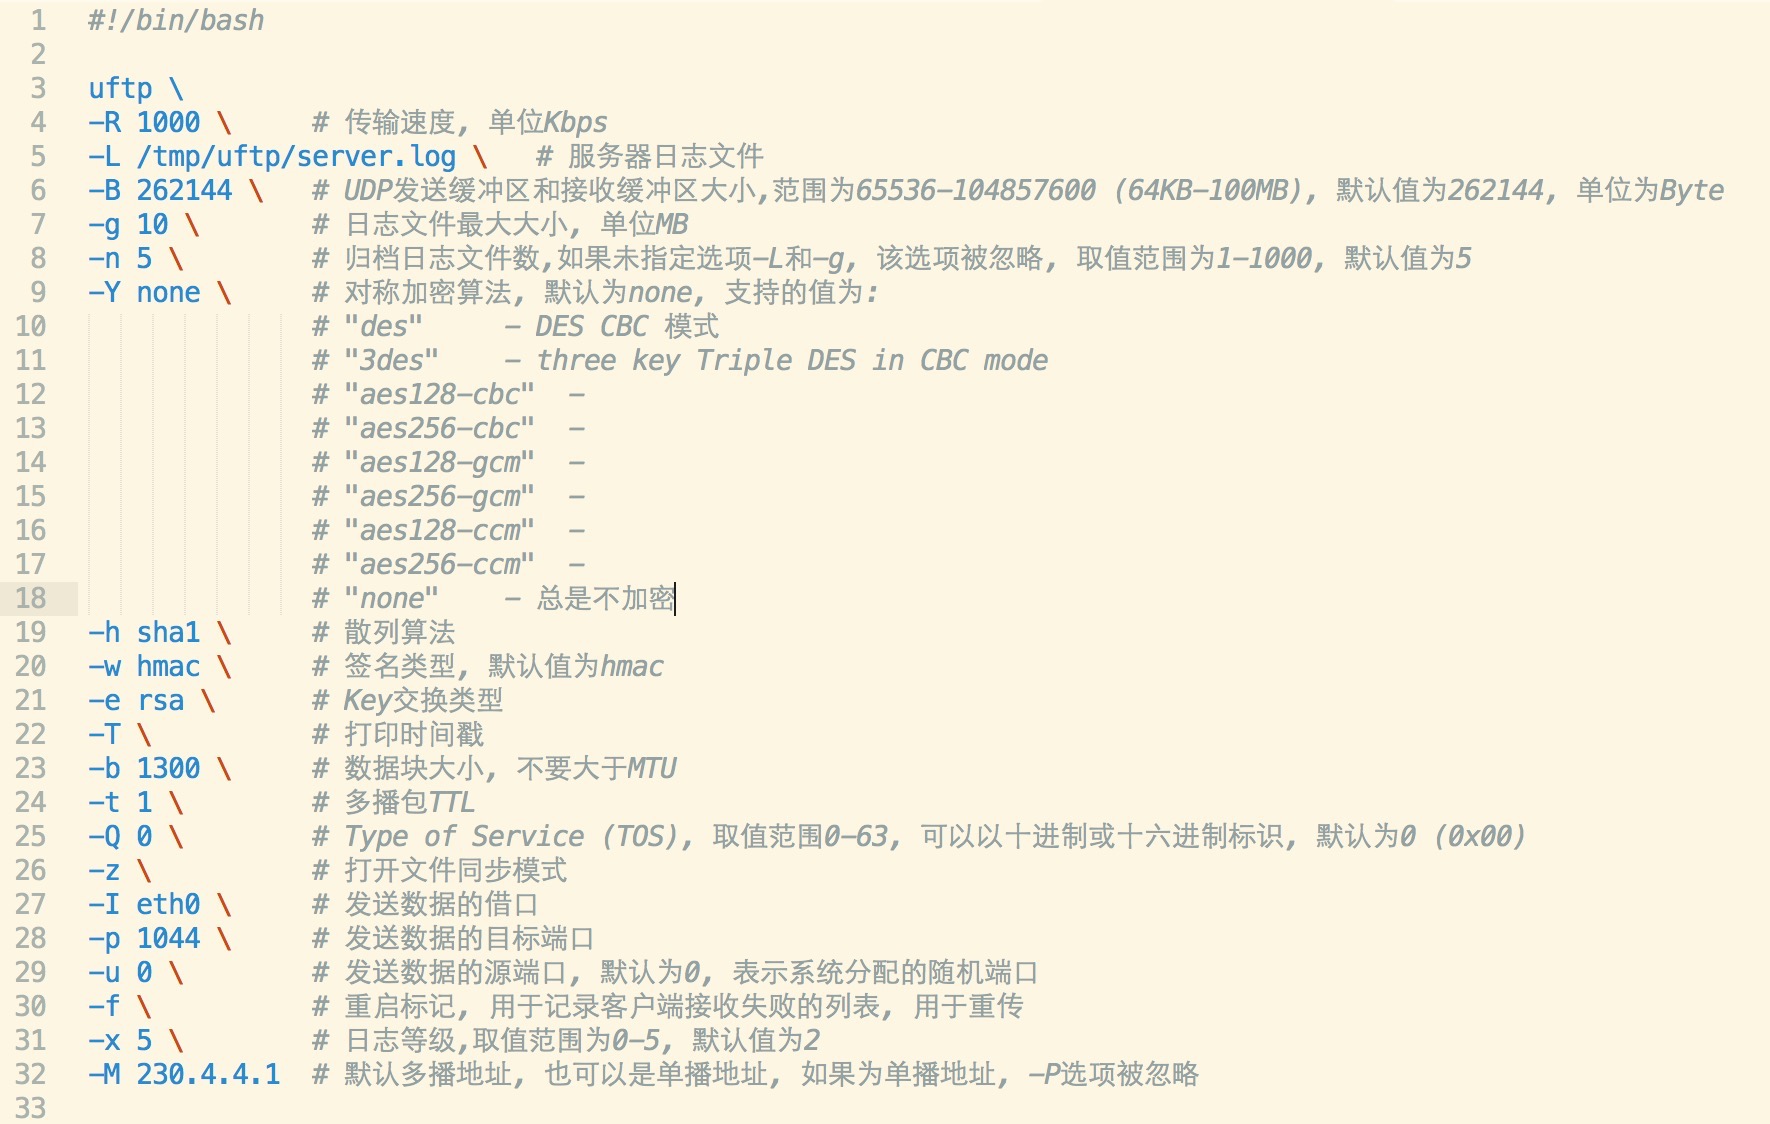 1 #!/bin/bash
2
3 uftp \
4 -R 1000 \ # 传输速度, 单位Kbps
5 -L /tmp/uftp/server.log \ # 服务器日志文件
6 -B 262144 \ # UDP发送缓冲区和接收缓冲区大小,范围为65536-104857600 (64KB-100MB), 默认值为262144, 单位为Byte
7 -g 10 \ # 日志文件最大大小, 单位MB
8 -n 5 \ # 归档日志文件数,如果未指定选项-L和-g, 该选项被忽略, 取值范围为1-1000, 默认值为5
9 -Y none \ # 对称加密算法, 默认为none, 支持的值为:
10 # "des" - DES CBC 模式
11 # "3des" - three key Triple DES in CBC mode
12 # "aes128-cbc" -
13 # "aes256-cbc" -
14 # "aes128-gcm" -
15 # "aes256-gcm" -
16 # "aes128-ccm" -
17 # "aes256-ccm" -
18 # "none" - 总是不加密
19 -h sha1 \ # 散列算法
20 -w hmac \ # 签名类型, 默认值为hmac
21 -e rsa \ # Key交换类型
22 -T \ # 打印时间戳
23 -b 1300 \ # 数据块大小, 不要大于MTU
24 -t 1 \ # 多播包TTL
25 -Q 0 \ # Type of Service (TOS), 取值范围0-63, 可以以十进制或十六进制标识, 默认为0 (0x00)
26 -z \ # 打开文件同步模式
27 -I eth0 \ # 发送数据的借口
28 -p 1044 \ # 发送数据的目标端口
29 -u 0 \ # 发送数据的源端口, 默认为0, 表示系统分配的随机端口
30 -f \ # 重启标记, 用于记录客户端接收失败的列表, 用于重传
31 -x 5 \ # 日志等级,取值范围为0-5, 默认值为2
32 -M 230.4.4.1 # 默认多播地址, 也可以是单播地址, 如果为单播地址, -P选项被忽略
33